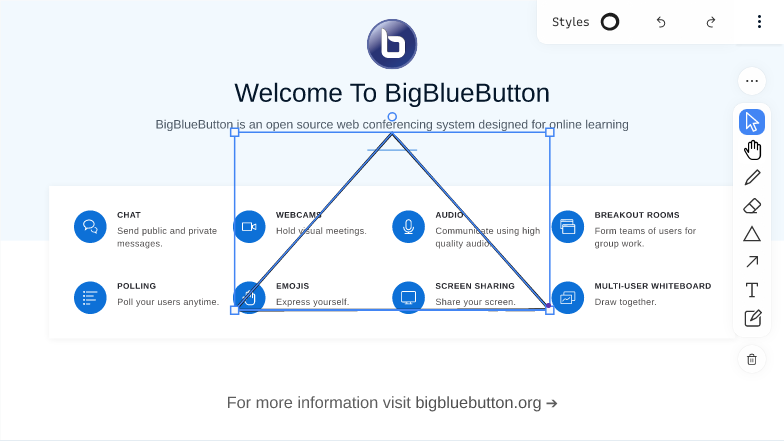 Styles
Welcome To BigBlueButton
BigBlueButton is an open source web conferencing system designed for online learning
CHAT
Send public and private
messages.
WEBCAMS
Hold visual meetings.
AUDIO
Communicate using high
quality audio.
BREAKOUT ROOMS
Form teams of users for
group work.
POLLING
Poll your users anytime.
EMOJIS
Express yourself.
SCREEN SHARING
Share your screen.
MULTI-USER WHITEBOARD
Draw together.
For more information visit bigbluebutton.org →